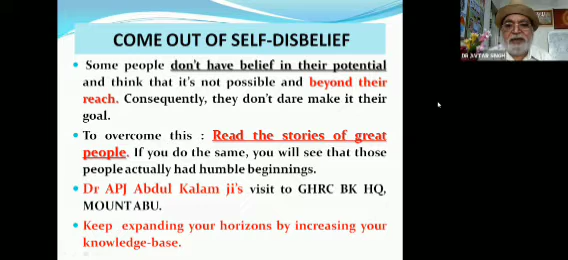 COME OUT OF SELF-DISBELIEF
• Some people don't have belief in their potential
and think that it's not possible and beyond their
reach. Consequently, they don't dare make it their
goal.
• To overcome this : Read the stories of great
people. If you do the same, you will see that those
people actually had humble beginnings.
• Dr APJ Abdul Kalam ji's visit to GHRC BK HQ,
MOUNT ABU.
• Keep expanding your horizons by increasing your
knowledge-base.
DR AVTAR SINGH